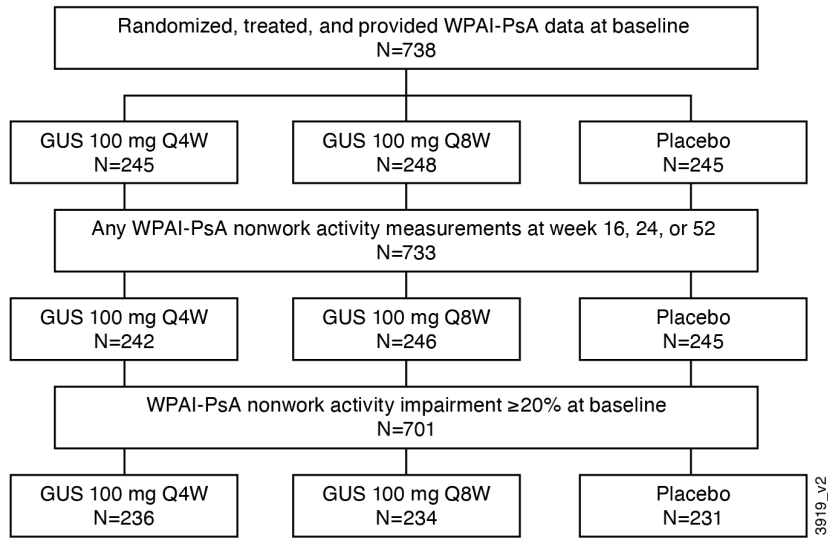 Randomized, treated, and provided WPAI-PsA data at baseline
N=738
GUS 100 mg Q4W
N=245
GUS 100 mg Q8W
N=248
Placebo
N=245
Any WPAI-PsA nonwork activity measurements at week 16, 24, or 52
N=733
GUS 100 mg Q4W
N=242
GUS 100 mg Q8W
N=246
Placebo
N=245
WPAI-PsA nonwork activity impairment ≥20% at baseline
N=701
GUS 100 mg Q4W
N=236
GUS 100 mg Q8W
N=234
Placebo
N=231
3919_v2